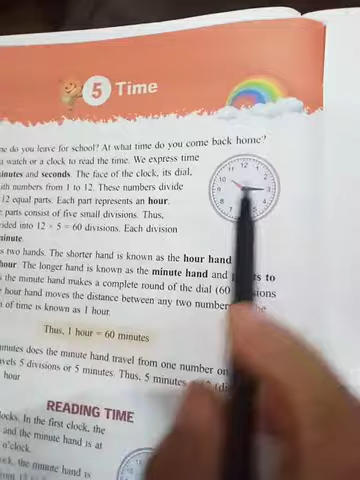 5 Time
do you leave for school? At what time do you come back home?
a watch or a clock to read the time. We express time
minutes and seconds. The face of the clock, its dial,
with numbers from 1 to 12. These numbers divide
12 equal parts. Each part represents an hour.
parts consist of five small divisions. Thus,
divided into 12 × 5 = 60 divisions. Each division
minute.
two hands. The shorter hand is known as the hour hand
hour. The longer hand is known as the minute hand and to
the minute hand makes a complete round of the dial (60
hour hand moves the distance between any two
of time is known as 1 hour.
Thus, 1 hour = 60 minutes
minutes does the minute hand travel from one number
travels 5 divisions or 5 minutes. Thus, 5 minutes
hour
READING TIME
clocks. In the first clock, the
and the minute hand is at
o'clock.
clock, the minute hand is